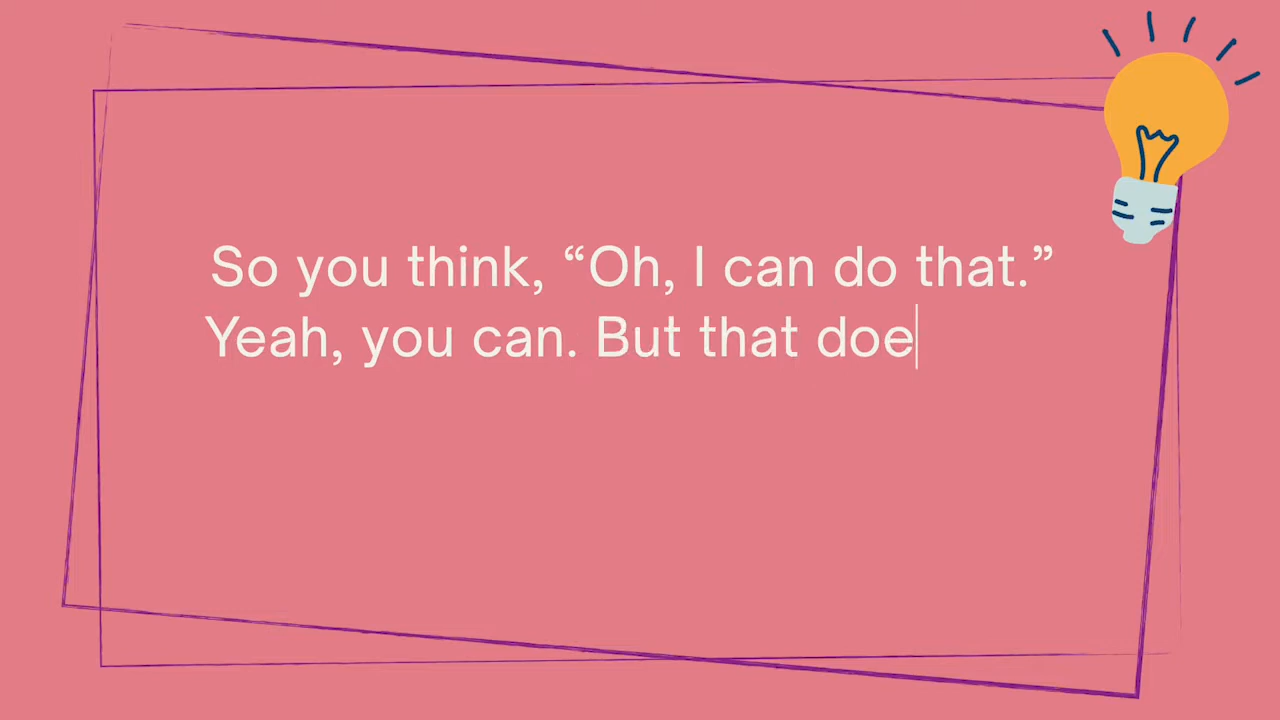 So you think, “Oh, I can do that.”
Yeah, you can. But that doe